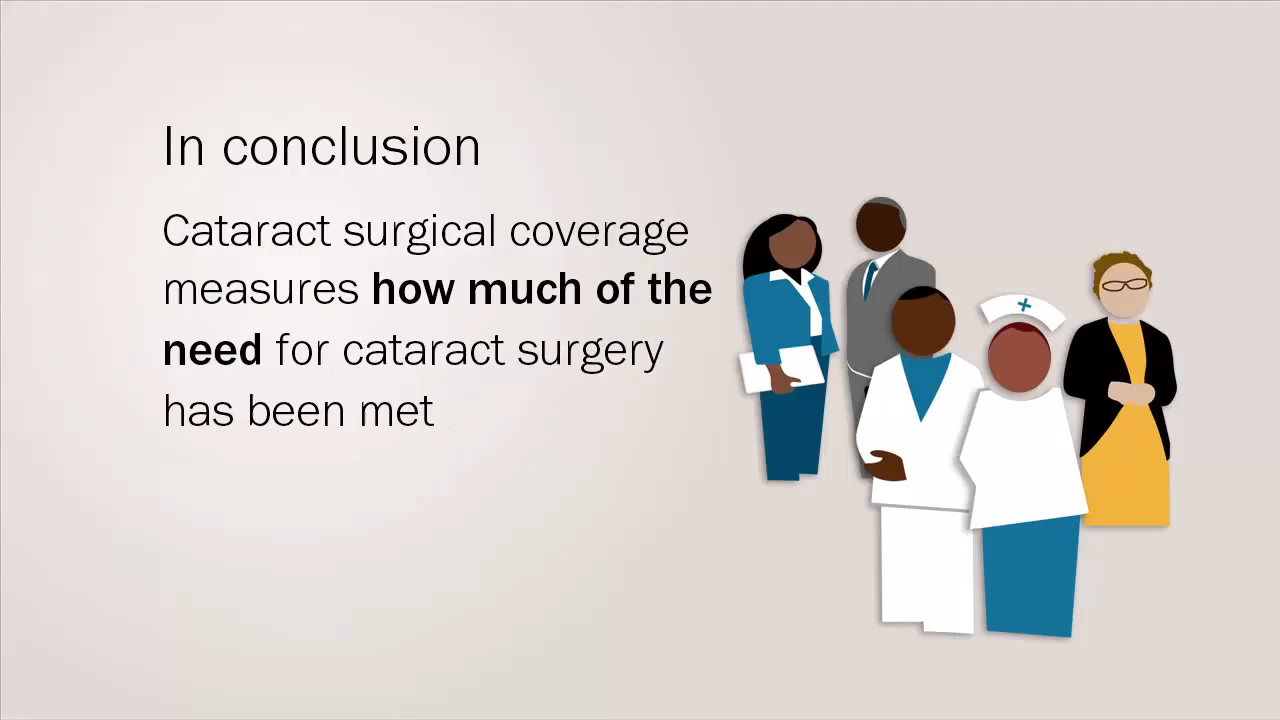 In conclusion
Cataract surgical coverage
measures how much of the
need for cataract surgery
has been met